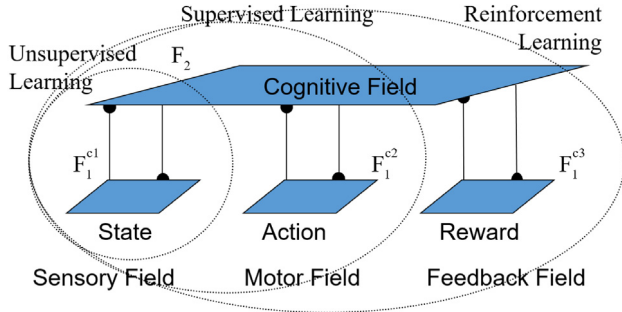 Supervised Learning
Reinforcement
Learning
Unsupervised
Learning
F₂
Cognitive Field
F₁ᶜ¹
F₁ᶜ²
F₁ᶜ³
State
Action
Reward
Sensory Field
Motor Field
Feedback Field